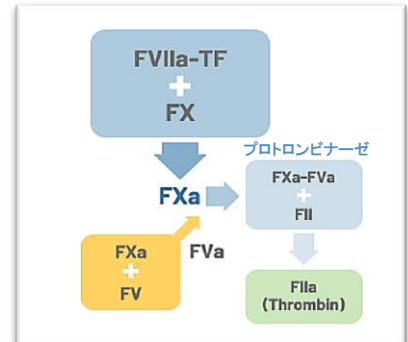 FVIIa-TF
+
FX
プロトロンビナーゼ
FXa
FXa-FVa
+
FII
FXa
+
FV
FVa
FIIa
(Thrombin)